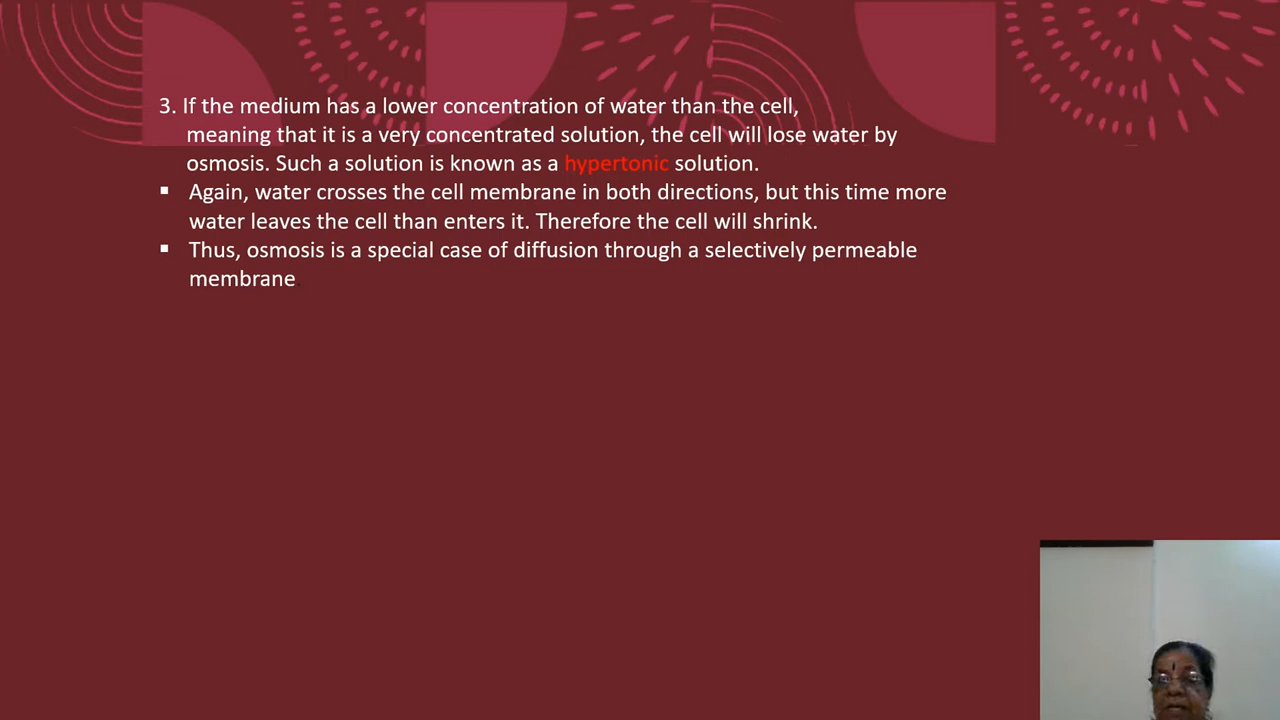 3. If the medium has a lower concentration of water than the cell,
meaning that it is a very concentrated solution, the cell will lose water by
osmosis. Such a solution is known as a hypertonic solution.
▪ Again, water crosses the cell membrane in both directions, but this time more
water leaves the cell than enters it. Therefore the cell will shrink.
▪ Thus, osmosis is a special case of diffusion through a selectively permeable
membrane.